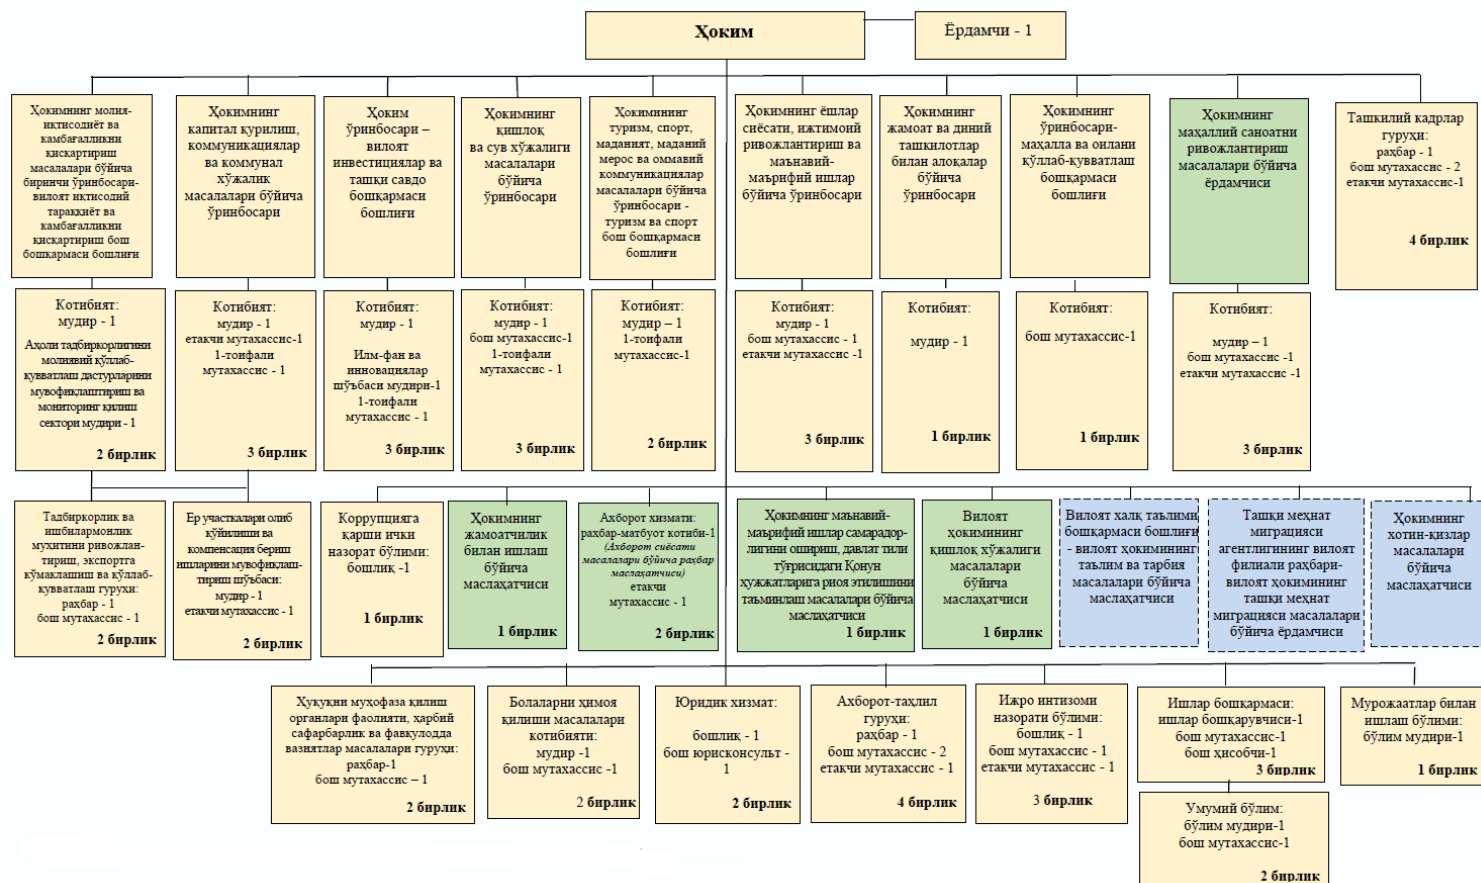 Ҳоким
Ёрдамчи - 1
Ҳокимнинг молия-
иқтисодиёт ва
камбағалликни
қисқартириш
масалалари бўйича
биринчи ўринбосари-
вилоят иқтисодий
тараққиёт ва
камбағалликни
қисқартириш бош
бошқармаси бошлиғи
Ҳокимнинг
капитал қурилиш,
коммуникациялар
ва коммунал
хўжалик
масалалари бўйича
ўринбосари
Ҳоким
ўринбосари –
вилоят
инвестициялар ва
ташқи савдо
бошқармаси
бошлиғи
Ҳокимнинг
қишлоқ
ва сув хўжалиги
масалалари
бўйича
ўринбосари
Ҳокимининг
туризм, спорт,
маданият, маданий
мерос ва оммавий
коммуникациялар
масалалари бўйича
ўринбосари -
туризм ва спорт
бош бошқармаси
бошлиғи
Ҳокимнинг ёшлар
сиёсати, ижтимоий
ривожлантириш ва
маънавий-
маърифий ишлар
бўйича ўринбосари
Ҳокимнинг
жамоат ва диний
ташкилотлар
билан алоқалар
бўйича
ўринбосари
Ҳокимнинг
ўринбосари-
маҳалла ва оилани
қўллаб-қувватлаш
бошқармаси
бошлиғи
Ҳокимнинг
маҳаллий саноатни
ривожлантириш
масалалари бўйича
ёрдамчиси
Ташкилий кадрлар
гуруҳи:
раҳбар - 1
бош мутахассис - 2
етакчи мутахассис-1
4 бирлик
Котибият:
мудир - 1
Аҳоли тадбиркорлигини
молиявий қўллаб-
қувватлаш дастурларини
мувофиқлаштириш ва
мониторинг қилиш
сектори мудири - 1
2 бирлик
Котибият:
мудир - 1
етакчи мутахассис-1
1-тоифали
мутахассис - 1
3 бирлик
Котибият:
мудир - 1
Илм-фан ва
инновациялар
шўъбаси мудири-1
1-тоифали
мутахассис - 1
3 бирлик
Котибият:
мудир - 1
бош мутахассис-1
1-тоифали
мутахассис - 1
3 бирлик
Котибият:
мудир – 1
1-тоифали
мутахассис-1
2 бирлик
Котибият:
мудир - 1
бош мутахассис - 1
етакчи мутахассис -1
3 бирлик
Котибият:
мудир - 1
1 бирлик
Котибият:
бош мутахассис-1
1 бирлик
Котибият:
мудир – 1
бош мутахассис -1
етакчи мутахассис -1
3 бирлик
Тадбиркорлик ва
ишбилармонлик
муҳитини ривожлан-
тириш, экспортга
кўмаклашиш ва қўллаб-
қувватлаш гуруҳи:
раҳбар - 1
бош мутахассис - 1
2 бирлик
Ер участкалари олиб
қўйилиши ва
компенсация бериш
ишларини мувофиқлаш-
тириш шўъбаси:
мудир - 1
етакчи мутахассис - 1
2 бирлик
Коррупцияга
қарши ички
назорат бўлими:
бошлиқ -1
1 бирлик
Ҳокимнинг
жамоатчилик
билан ишлаш
бўйича
маслаҳатчиси
1 бирлик
Ахборот хизмати:
раҳбар-матбуот котиби-1
(Ахборот сиёсати
масалалари бўйича раҳбар
маслаҳатчиси)
етакчи
мутахассис - 1
2 бирлик
Ҳокимнинг маънавий-
маърифий ишлар самарадор-
лигини ошириш, давлат тили
тўғрисидаги Қонун
ҳужжатларига риоя этилишини
таъминлаш масалалари бўйича
маслаҳатчиси
1 бирлик
Вилоят
ҳокимининг
қишлоқ хўжалиги
масалалари
бўйича
маслаҳатчиси
1 бирлик
Вилоят халқ таълими
бошқармаси бошлиғи
- вилоят ҳокимининг
таълим ва тарбия
масалалари бўйича
маслаҳатчиси
Ташқи меҳнат
миграцияси
агентлигининг вилоят
филиали раҳбари-
вилоят ҳокимининг
ташқи меҳнат
миграцияси масалалари
бўйича ёрдамчиси
Ҳокимнинг
хотин-қизлар
масалалари
бўйича
маслаҳатчиси
Ҳуқуқни муҳофаза қилиш
органлари фаолияти, ҳарбий
сафарбарлик ва фавқулодда
вазиятлар масалалари гуруҳи:
раҳбар-1
бош мутахассис – 1
2 бирлик
Болаларни ҳимоя
қилиши масалалари
котибияти:
мудир -1
бош мутахассис -1
2 бирлик
Юридик хизмат:
бошлиқ - 1
бош юрисконсульт -
1
2 бирлик
Ахборот-таҳлил
гуруҳи:
раҳбар - 1
бош мутахассис - 2
етакчи мутахассис - 1
4 бирлик
Ижро интизоми
назорати бўлими:
бошлиқ - 1
бош мутахассис - 1
етакчи мутахассис - 1
3 бирлик
Ишлар бошқармаси:
ишлар бошқарувчиси-1
бош мутахассис-1
бош ҳисобчи-1
3 бирлик
Мурожаатлар билан
ишлаш бўлими:
бўлим мудири-1
1 бирлик
Умумий бўлим:
бўлим мудири-1
бош мутахассис-1
2 бирлик